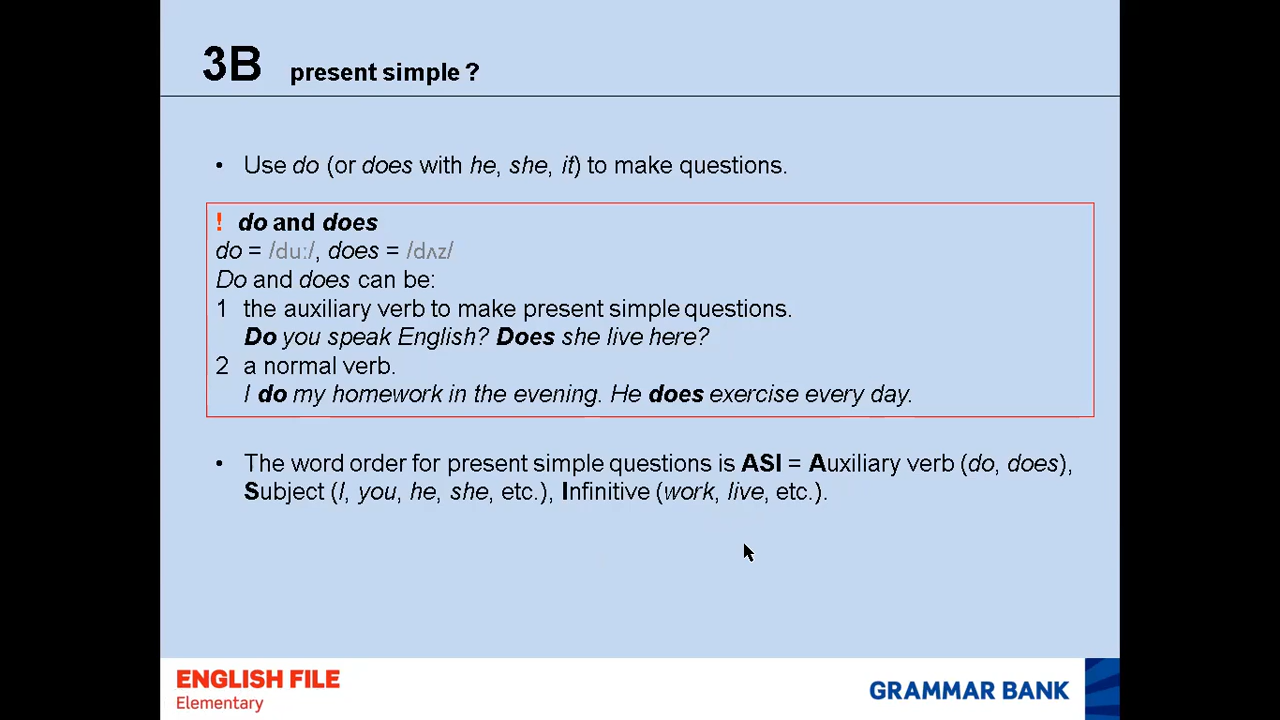 3B present simple ?
• Use do (or does with he, she, it) to make questions.
! do and does
do = /duː/, does = /dʌz/
Do and does can be:
1 the auxiliary verb to make present simple questions.
Do you speak English? Does she live here?
2 a normal verb.
I do my homework in the evening. He does exercise every day.
• The word order for present simple questions is ASI = Auxiliary verb (do, does),
Subject (I, you, he, she, etc.), Infinitive (work, live, etc.).
ENGLISH FILE
Elementary
GRAMMAR BANK